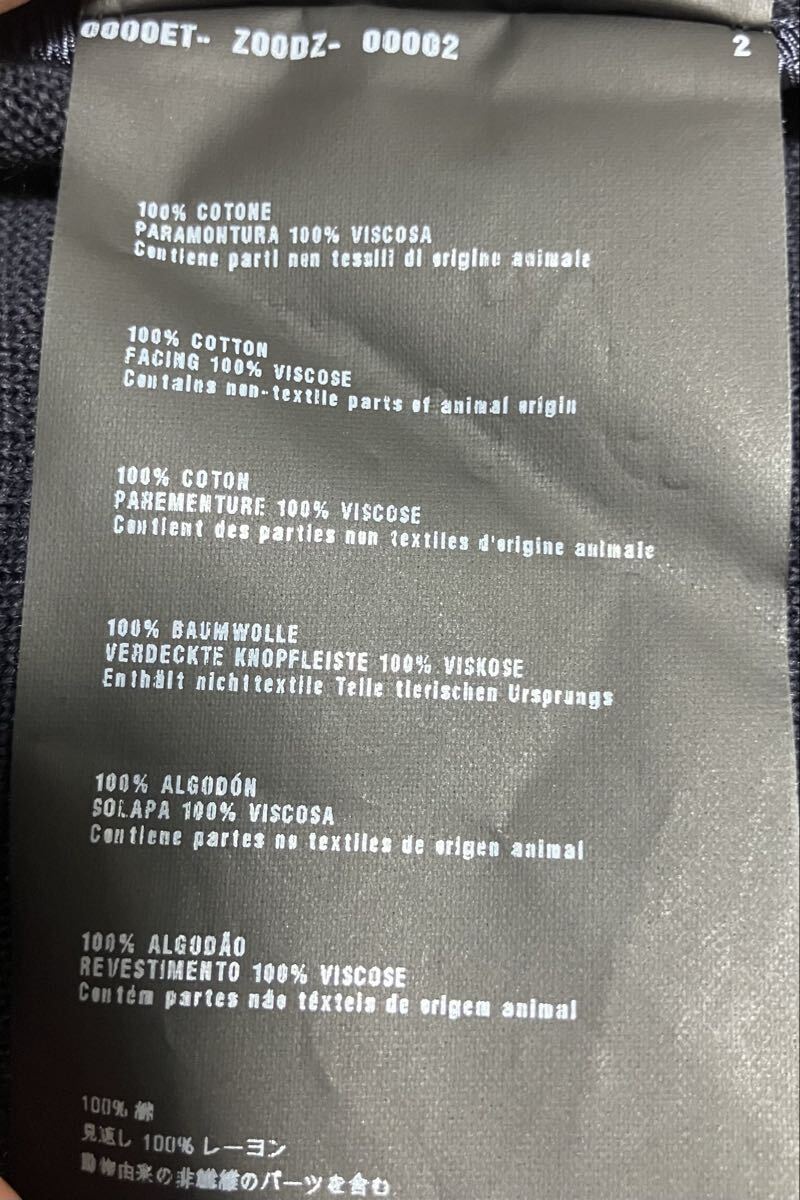 0000ET- Z00DZ- 00002 2
100% COTONE
PARAMONTURA 100% VISCOSA
Contiene parti non tessili di origine animale
100% COTTON
FACING 100% VISCOSE
Contains non-textile parts of animal origin
100% COTON
PAREMENTURE 100% VISCOSE
Contient des parties non textiles d'origine animale
100% BAUMWOLLE
VERDECKTE KNOPFLEISTE 100% VISKOSE
Enthält nichttextile Teile tierischen Ursprungs
100% ALGODÓN
SOLAPA 100% VISCOSA
Contiene partes no textiles de origen animal
100% ALGODÃO
REVESTIMENTO 100% VISCOSE
Contém partes não têxteis de origem animal
100% 綿
見返し 100% レーヨン
動物由来の非繊維のパーツを含む